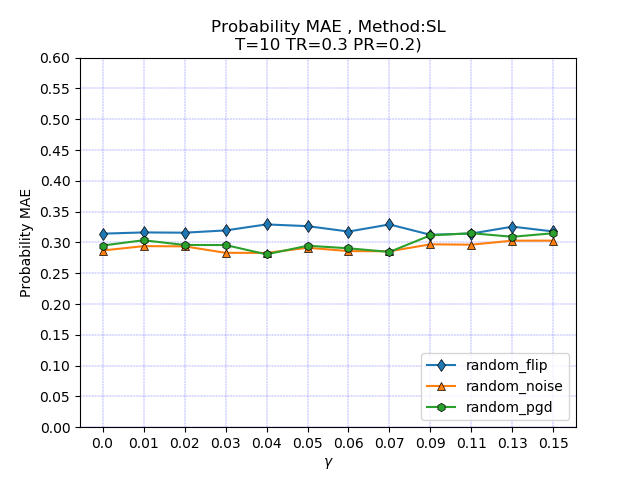 Probability MAE , Method:SL
T=10 TR=0.3 PR=0.2)
Probability MAE
0.60
0.55
0.50
0.45
0.40
0.35
0.30
0.25
0.20
0.15
0.10
0.05
0.00
random_flip
random_noise
random_pgd
0.0 0.01 0.02 0.03 0.04 0.05 0.06 0.07 0.09 0.11 0.13 0.15
γ